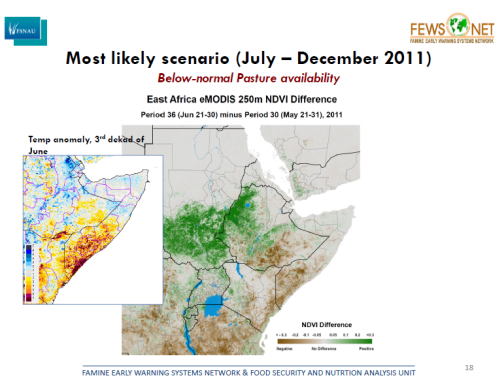 FSNAU
FEWS NET
FAMINE EARLY WARNING SYSTEMS NETWORK
Most likely scenario (July – December 2011)
Below-normal Pasture availability
East Africa eMODIS 250m NDVI Difference
Period 36 (Jun 21-30) minus Period 30 (May 21-31), 2011
Temp anomaly, 3rd dekad of
June
NDVI Difference
< -0.3 -0.2 -0.1 -0.05 0.05 0.1 0.2 >0.3
Negative No Difference Positive
18
FAMINE EARLY WARNING SYSTEMS NETWORK & FOOD SECURITY AND NUTRTION ANALYSIS UNIT